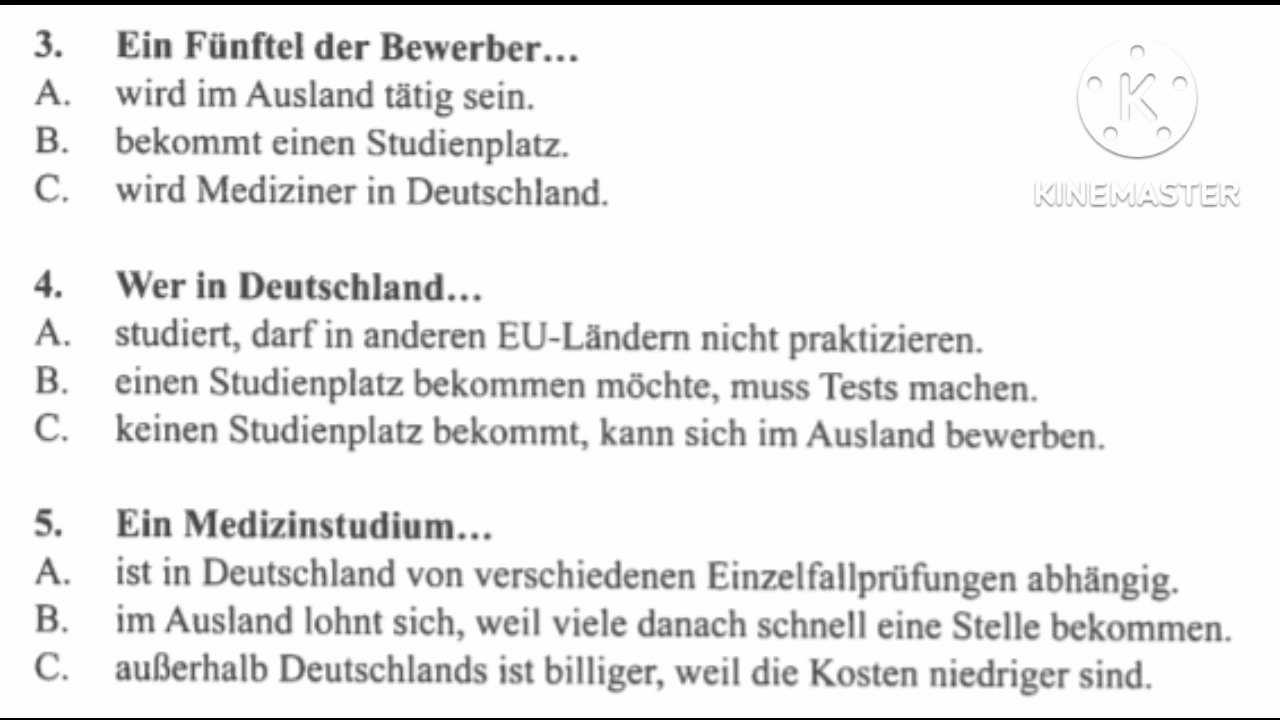 3. Ein Fünftel der Bewerber...
A. wird im Ausland tätig sein.
B. bekommt einen Studienplatz.
C. wird Mediziner in Deutschland.
KINEMASTER
4. Wer in Deutschland...
A. studiert, darf in anderen EU-Ländern nicht praktizieren.
B. einen Studienplatz bekommen möchte, muss Tests machen.
C. keinen Studienplatz bekommt, kann sich im Ausland bewerben.
5. Ein Medizinstudium...
A. ist in Deutschland von verschiedenen Einzelfallprüfungen abhängig.
B. im Ausland lohnt sich, weil viele danach schnell eine Stelle bekommen.
C. außerhalb Deutschlands ist billiger, weil die Kosten niedriger sind.